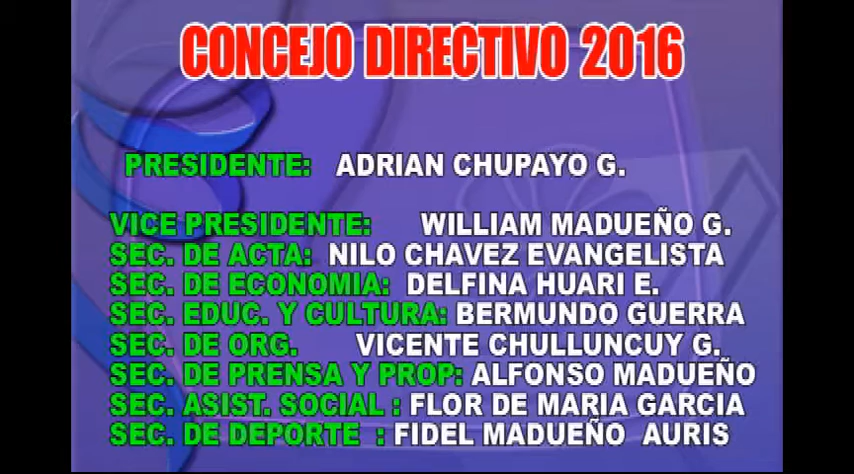 CONCEJO DIRECTIVO 2016
PRESIDENTE: ADRIAN CHUPAYO G.
VICE PRESIDENTE: WILLIAM MADUEÑO G.
SEC. DE ACTA: NILO CHAVEZ EVANGELISTA
SEC. DE ECONOMIA: DELFINA HUARI E.
SEC. EDUC. Y CULTURA: BERMUNDO GUERRA
SEC. DE ORG. VICENTE CHULLUNCUY G.
SEC. DE PRENSA Y PROP: ALFONSO MADUEÑO
SEC. ASIST. SOCIAL : FLOR DE MARIA GARCIA
SEC. DE DEPORTE : FIDEL MADUEÑO AURIS